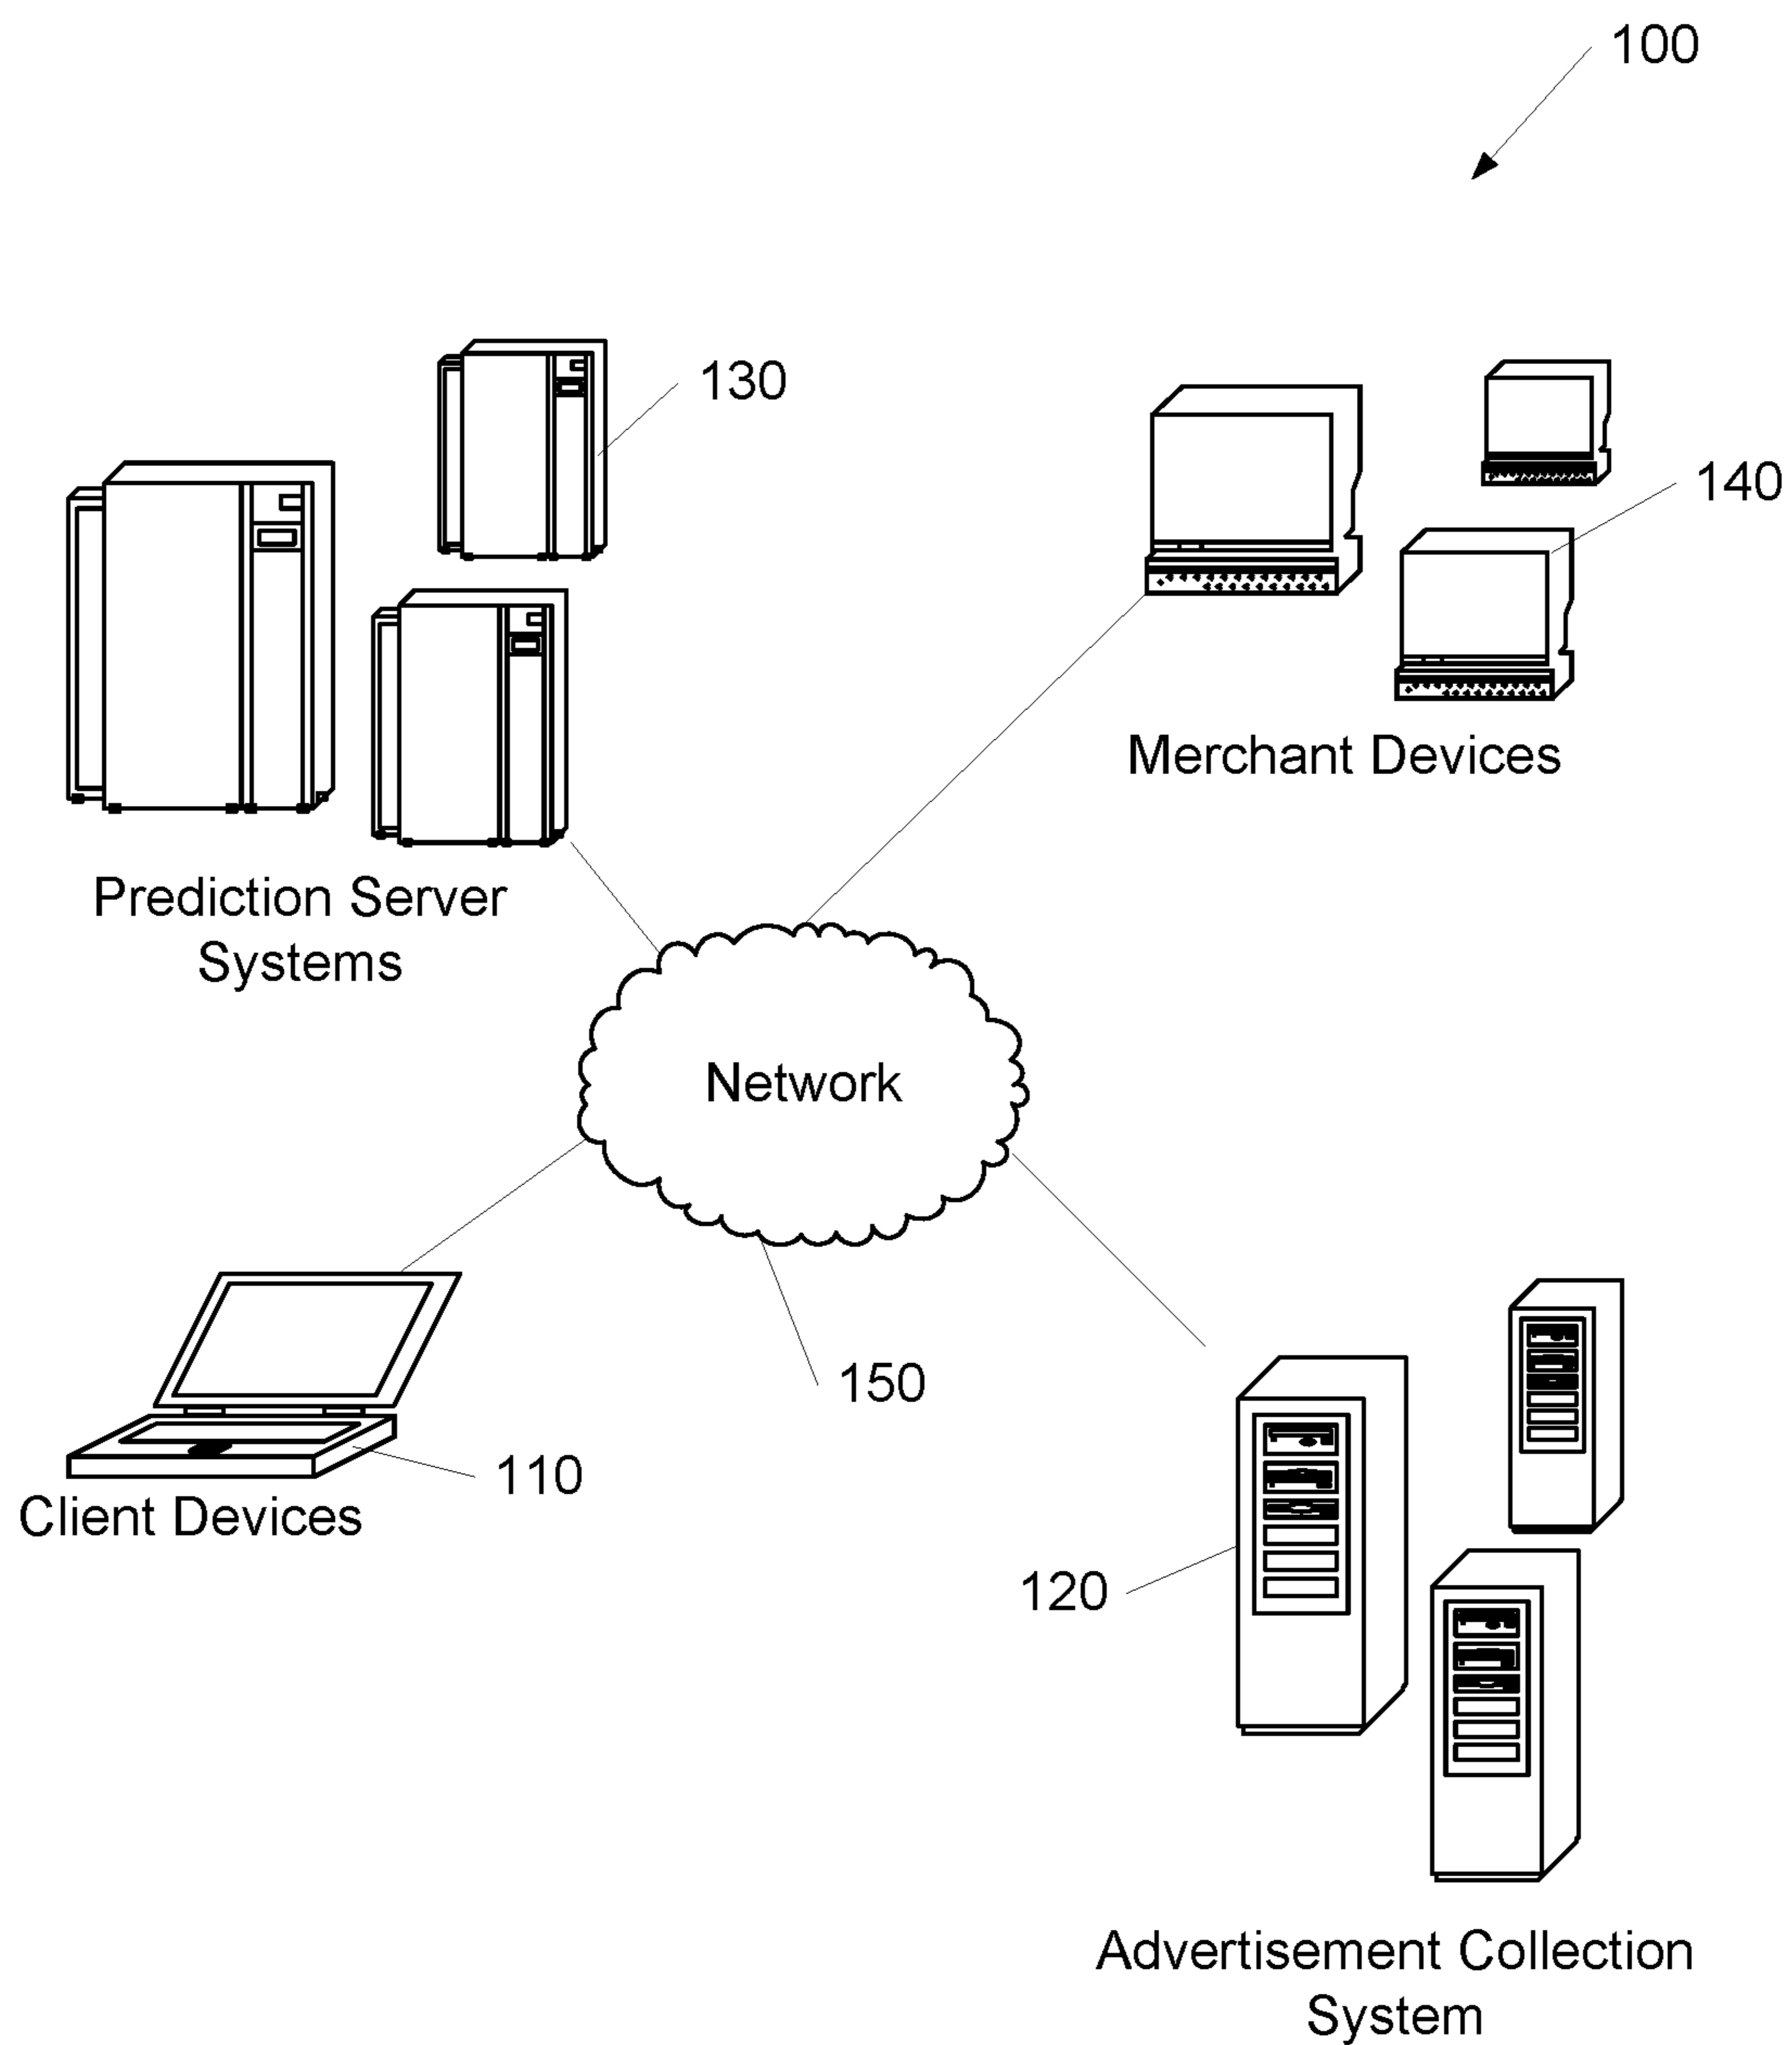 100
130
140
Merchant Devices
Prediction Server
Systems
Network
150
110
Client Devices
120
Advertisement Collection
System